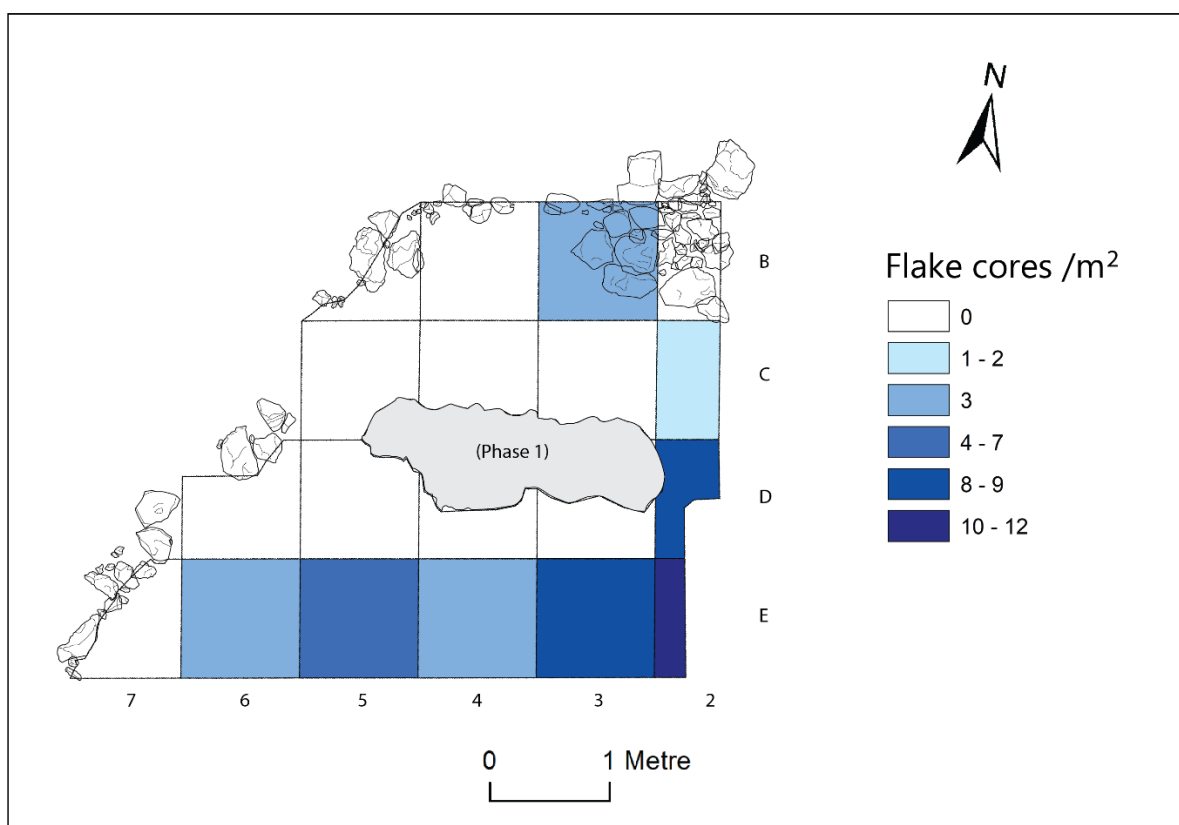 N
B
Flake cores /m²
0
C
1 - 2
3
(Phase 1)
4 - 7
D
8 - 9
10 - 12
E
7 6 5 4 3 2
0 1 Metre